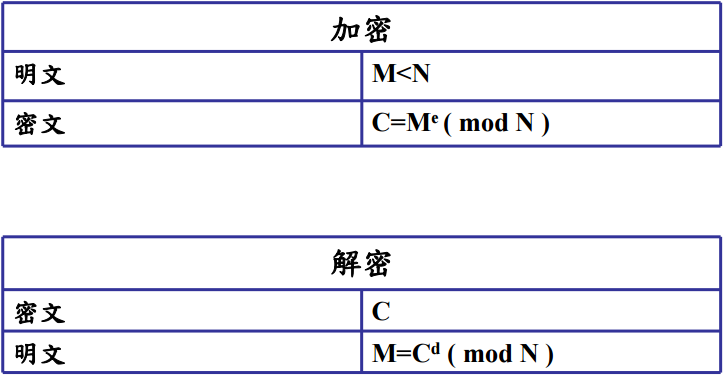 加密
明文 M<N
密文 C=Mᵉ ( mod N )
解密
密文 C
明文 M=Cᵈ ( mod N )